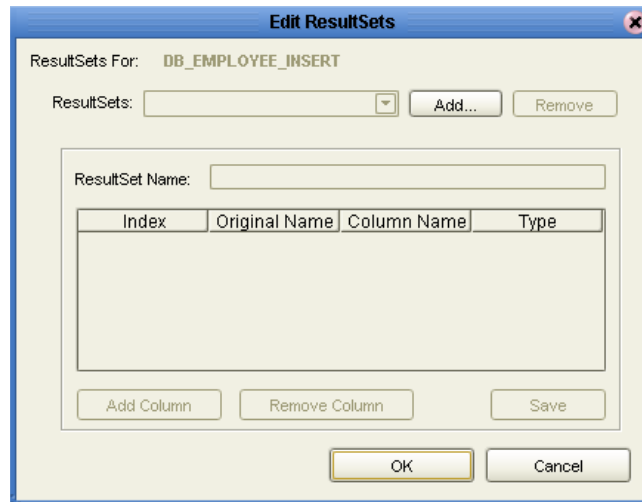 Edit ResultSets
ResultSets For: DB_EMPLOYEE_INSERT
ResultSets: Add... Remove
ResultSet Name:
Index Original Name Column Name Type
Add Column Remove Column Save
OK Cancel